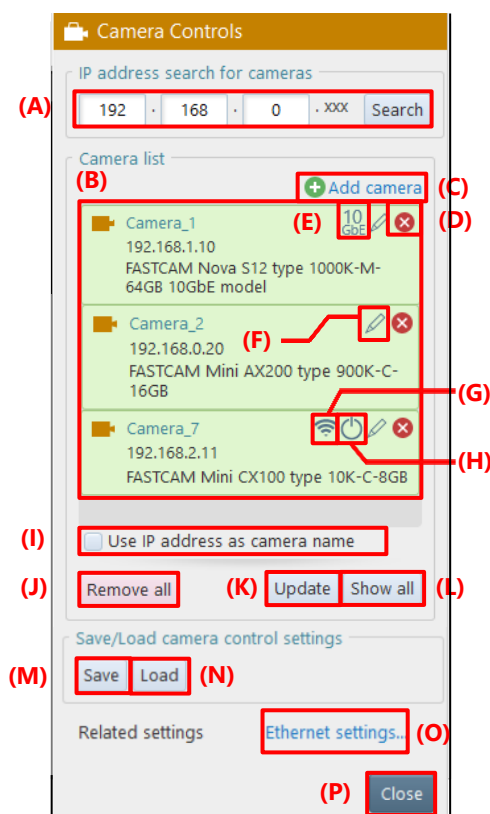 Camera Controls
IP address search for cameras
(A) 192 . 168 . 0 . xxx Search
Camera list
(B)
Add camera (C)
Camera_1 (E) 10 GbE (D)
192.168.1.10
FASTCAM Nova S12 type 1000K-M-
64GB 10GbE model
Camera_2
192.168.0.20 (F)
FASTCAM Mini AX200 type 900K-C-
16GB
(G)
Camera_7
192.168.2.11 (H)
FASTCAM Mini CX100 type 10K-C-8GB
(I) Use IP address as camera name
(J) Remove all (K) Update Show all (L)
Save/Load camera control settings
(M) Save Load (N)
Related settings Ethernet settings... (O)
(P) Close